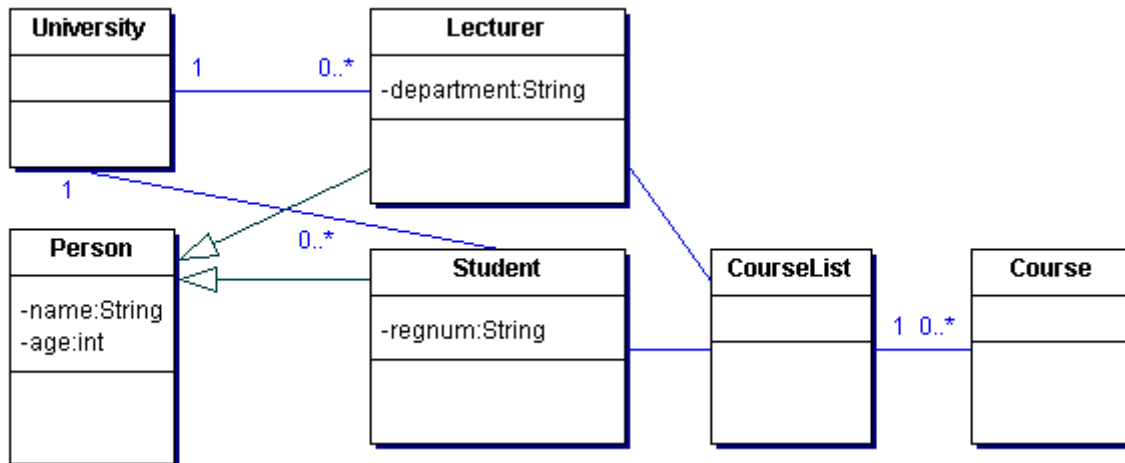 University
Lecturer
-department:String
1
0..*
1
0..*
Person
-name:String
-age:int
Student
-regnum:String
CourseList
1 0..*
Course